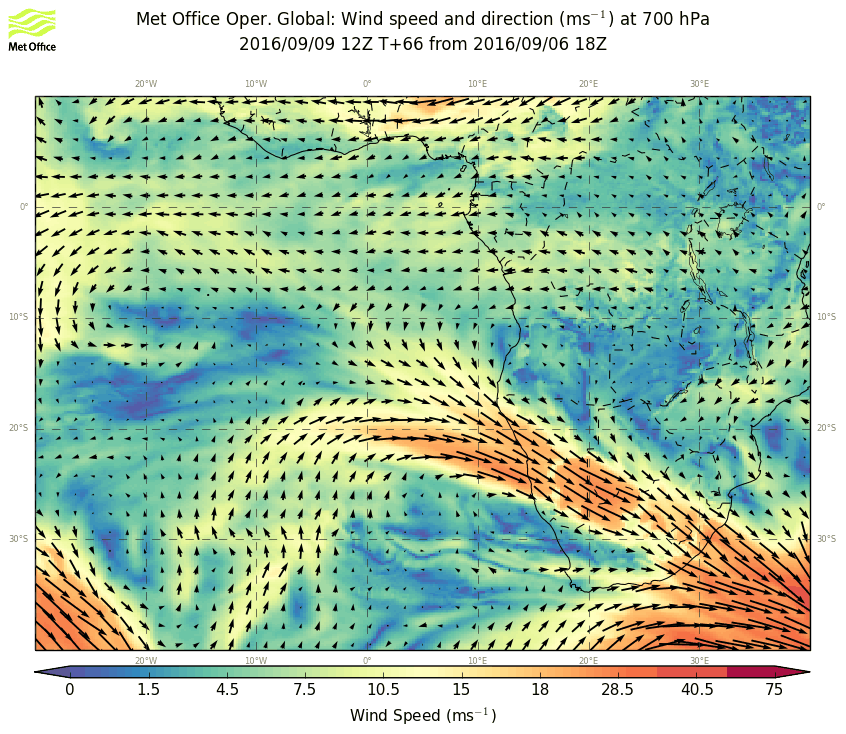 Met Office
Met Office Oper. Global: Wind speed and direction (ms⁻¹) at 700 hPa
2016/09/09 12Z T+66 from 2016/09/06 18Z
20°W 10°W 0° 10°E 20°E 30°E
0° 0°
10°S 10°S
20°S 20°S
30°S 30°S
20°W 10°W 0° 10°E 20°E 30°E
0 1.5 4.5 7.5 10.5 15 18 28.5 40.5 75
Wind Speed (ms⁻¹)